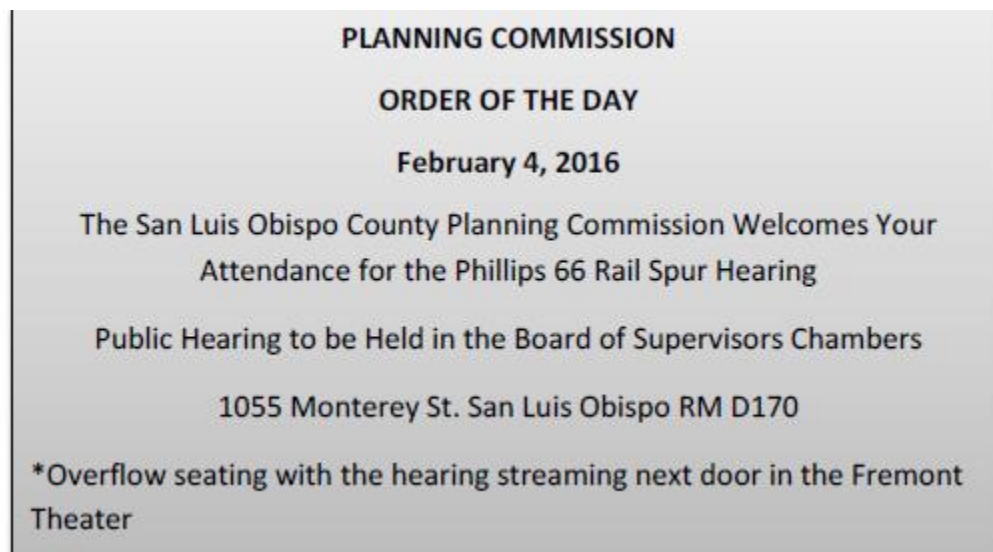 PLANNING COMMISSION
ORDER OF THE DAY
February 4, 2016
The San Luis Obispo County Planning Commission Welcomes Your
Attendance for the Phillips 66 Rail Spur Hearing
Public Hearing to be Held in the Board of Supervisors Chambers
1055 Monterey St. San Luis Obispo RM D170
*Overflow seating with the hearing streaming next door in the Fremont
Theater